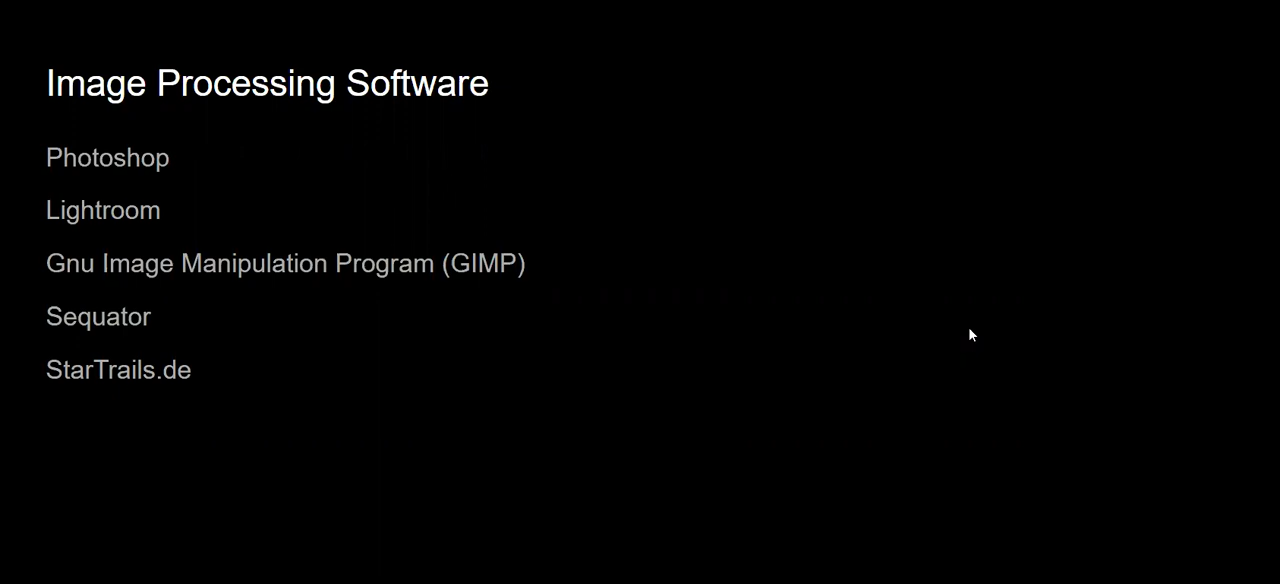 Image Processing Software
Photoshop
Lightroom
Gnu Image Manipulation Program (GIMP)
Sequator
StarTrails.de